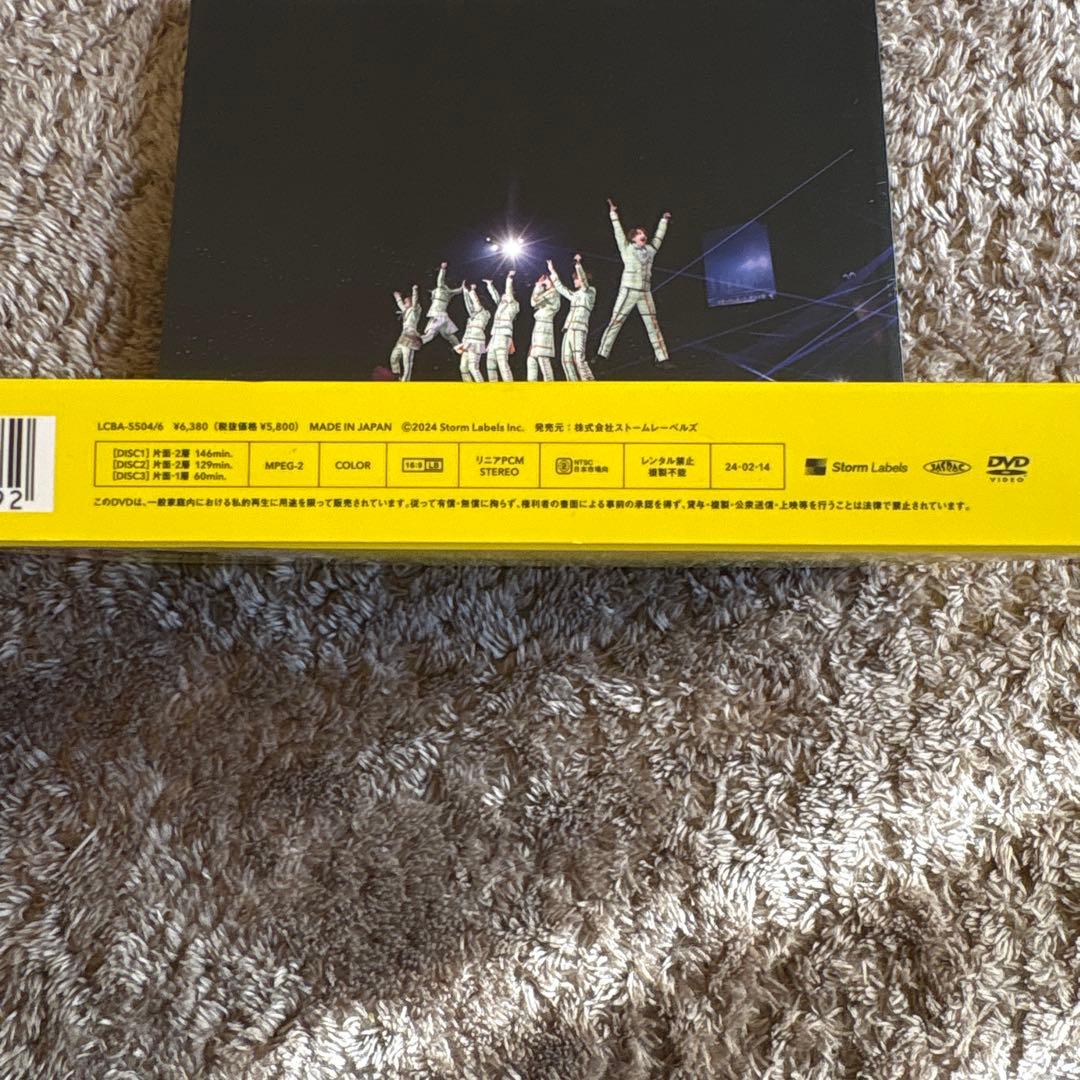 LCBA-5504/6 ¥6,380（税抜価格 ¥5,800） MADE IN JAPAN ©2024 Storm Labels Inc. 発売元：株式会社ストームレーベルズ
[DISC1] 片面・2層 146min.
[DISC2] 片面・2層 129min.
[DISC3] 片面・1層 60min.
MPEG-2
COLOR
16:9 LB
リニアPCM
STEREO
2 NTSC
日本市場向
レンタル禁止
複製不能
24・02・14
Storm Labels
JASRAC
DVD
VIDEO
92
このDVDは、一般家庭内における私的再生に用途を限って販売されています。従って有償・無償に拘らず、権利者の書面による事前の承認を得ず、貸与・複製・公衆送信・上映等を行うことは法律で禁止されています。